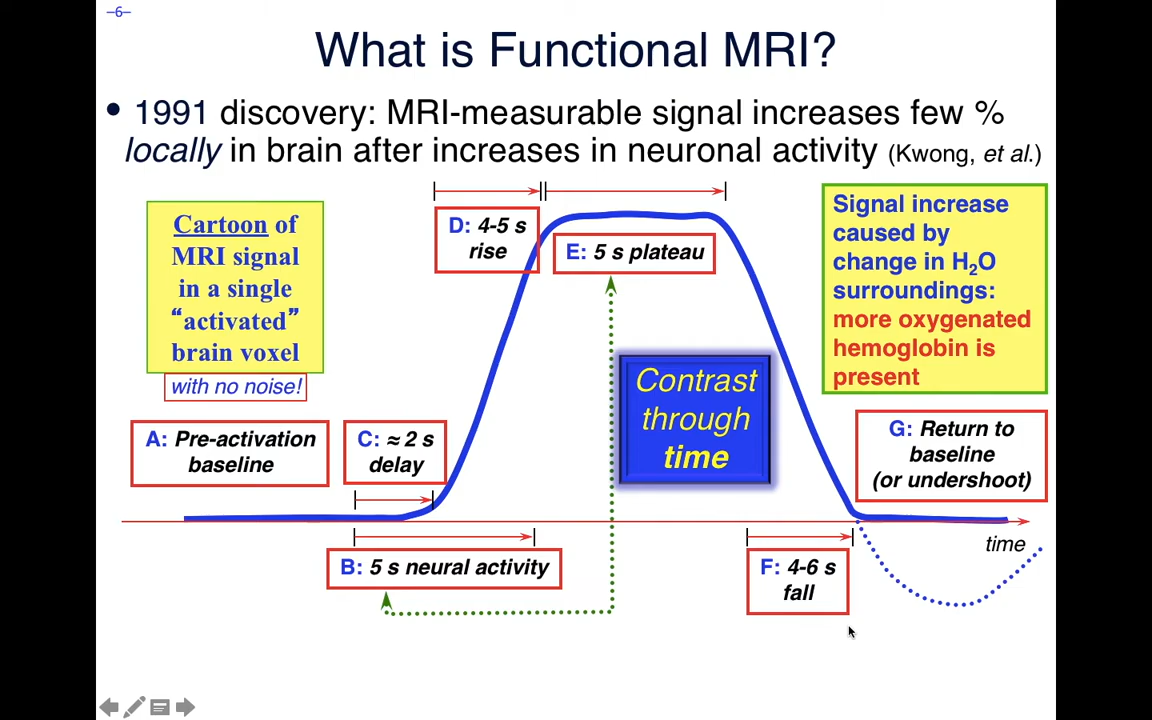 –6–
What is Functional MRI?
• 1991 discovery: MRI-measurable signal increases few %
locally in brain after increases in neuronal activity (Kwong, et al.)
Cartoon of
MRI signal
in a single
“activated”
brain voxel
with no noise!
D: 4-5 s
rise
E: 5 s plateau
Signal increase
caused by
change in H₂O
surroundings:
more oxygenated
hemoglobin is
present
Contrast
through
time
A: Pre-activation
baseline
C: ≈ 2 s
delay
G: Return to
baseline
(or undershoot)
time
B: 5 s neural activity
F: 4-6 s
fall